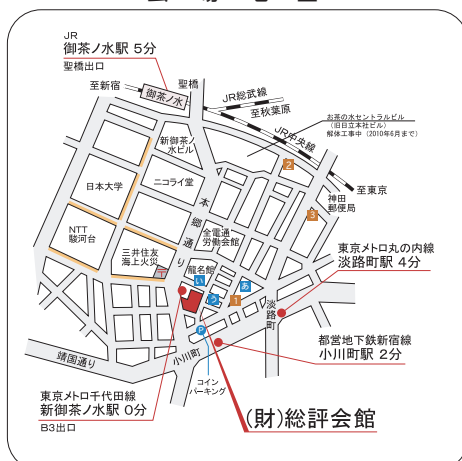 JR
御茶ノ水駅 5分
聖橋出口
至新宿
聖橋
御茶ノ水
JR総武線
至秋葉原
お茶の水セントラルビル
(旧日立本社ビル)
解体工事中(2010年6月まで)
JR中央線
新御茶ノ
水ビル
2
至東京
日本大学
ニコライ堂
本郷通り
神田
郵便局
3
全電通
労働会館
NTT
駿河台
三井住友
海上火災
東京メトロ丸の内線
淡路町駅 4分
龍名館
い
あ
う
1
淡路町
P
都営地下鉄新宿線
小川町駅 2分
靖国通り
小川町
コイン
パーキング
東京メトロ千代田線
新御茶ノ水駅 0分
B3出口
(財)総評会館